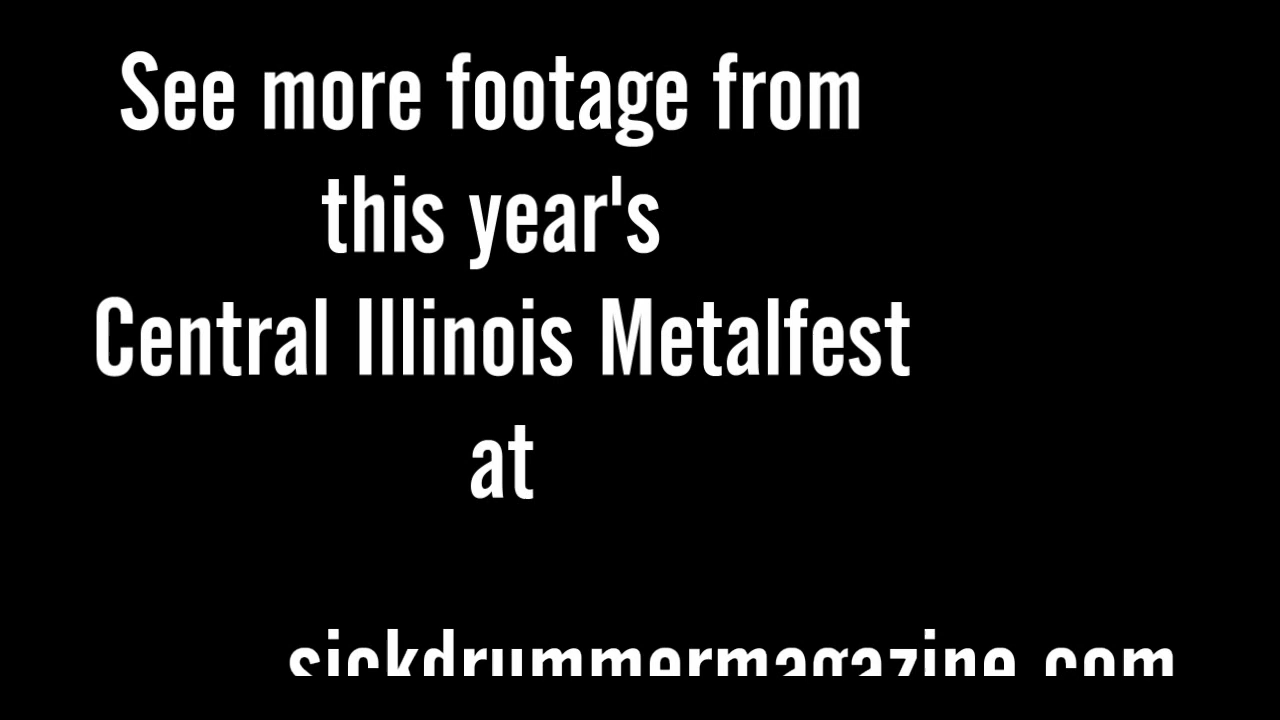 See more footage from
this year's
Central Illinois Metalfest
at
sickdrummermagazine.com